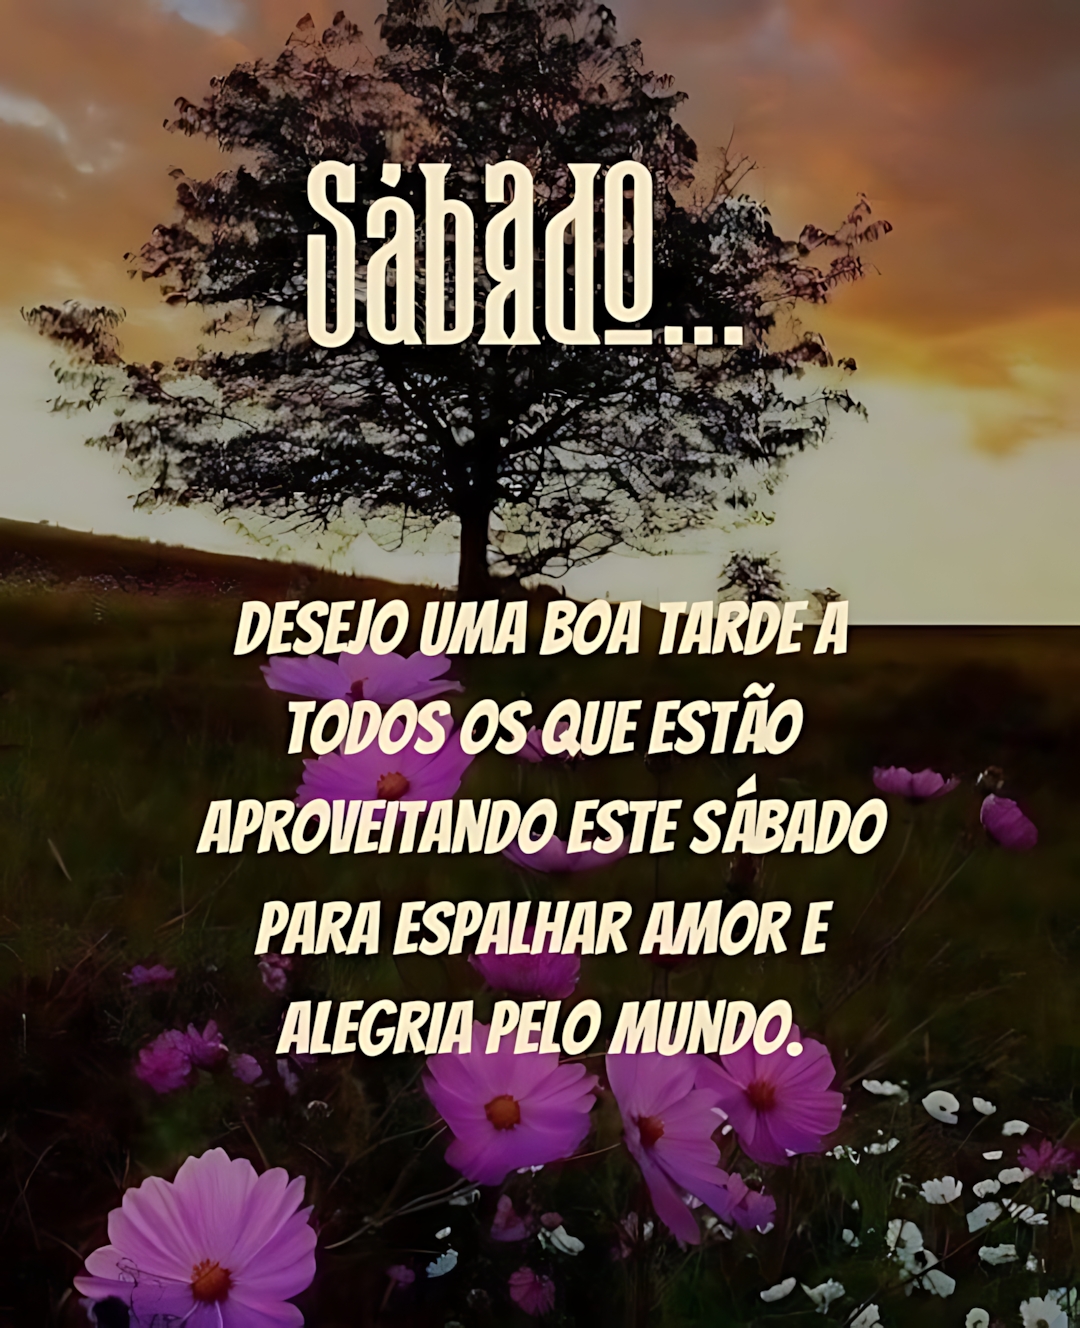 Sábado...
DESEJO UMA BOA TARDE A
TODOS OS QUE ESTÃO
APROVEITANDO ESTE SÁBADO
PARA ESPALHAR AMOR E
ALEGRIA PELO MUNDO.